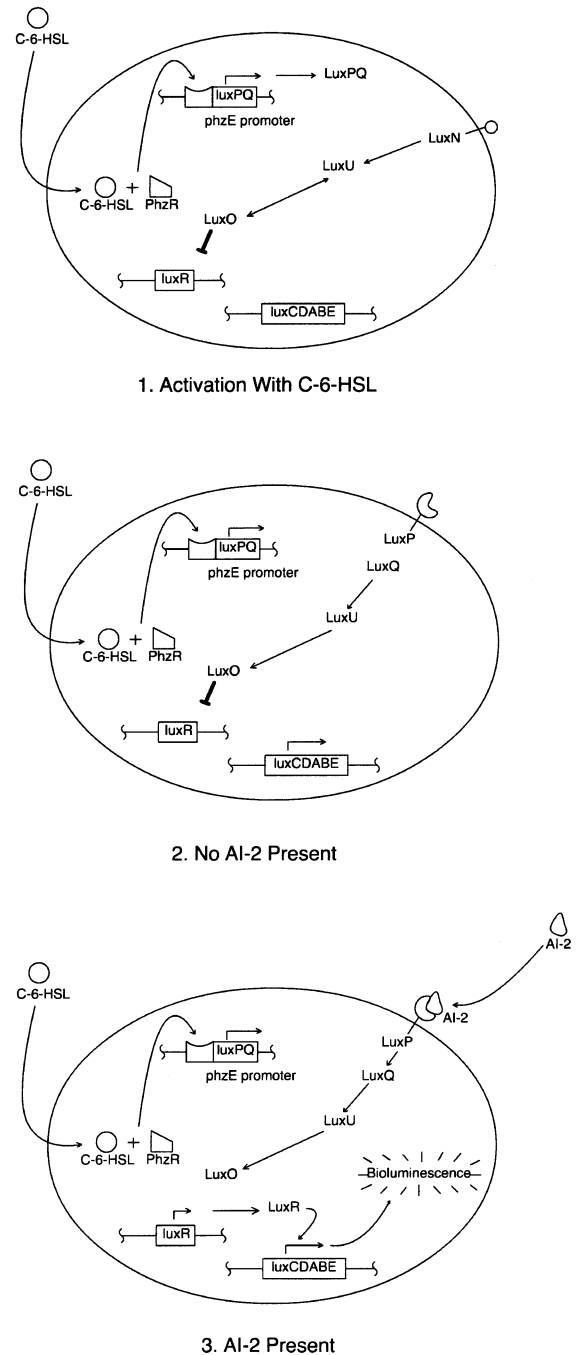 C-6-HSL
luxPQ
LuxPQ
phzE promoter
LuxN
LuxU
C-6-HSL + PhzR
LuxO
luxR
luxCDABE
1. Activation With C-6-HSL
C-6-HSL
luxPQ
phzE promoter
LuxP
LuxQ
LuxU
C-6-HSL + PhzR
LuxO
luxR
luxCDABE
2. No AI-2 Present
AI-2
C-6-HSL
AI-2
luxPQ
LuxP
phzE promoter
LuxQ
LuxU
C-6-HSL + PhzR
LuxO
Bioluminescence
LuxR
luxR
luxCDABE
3. AI-2 Present